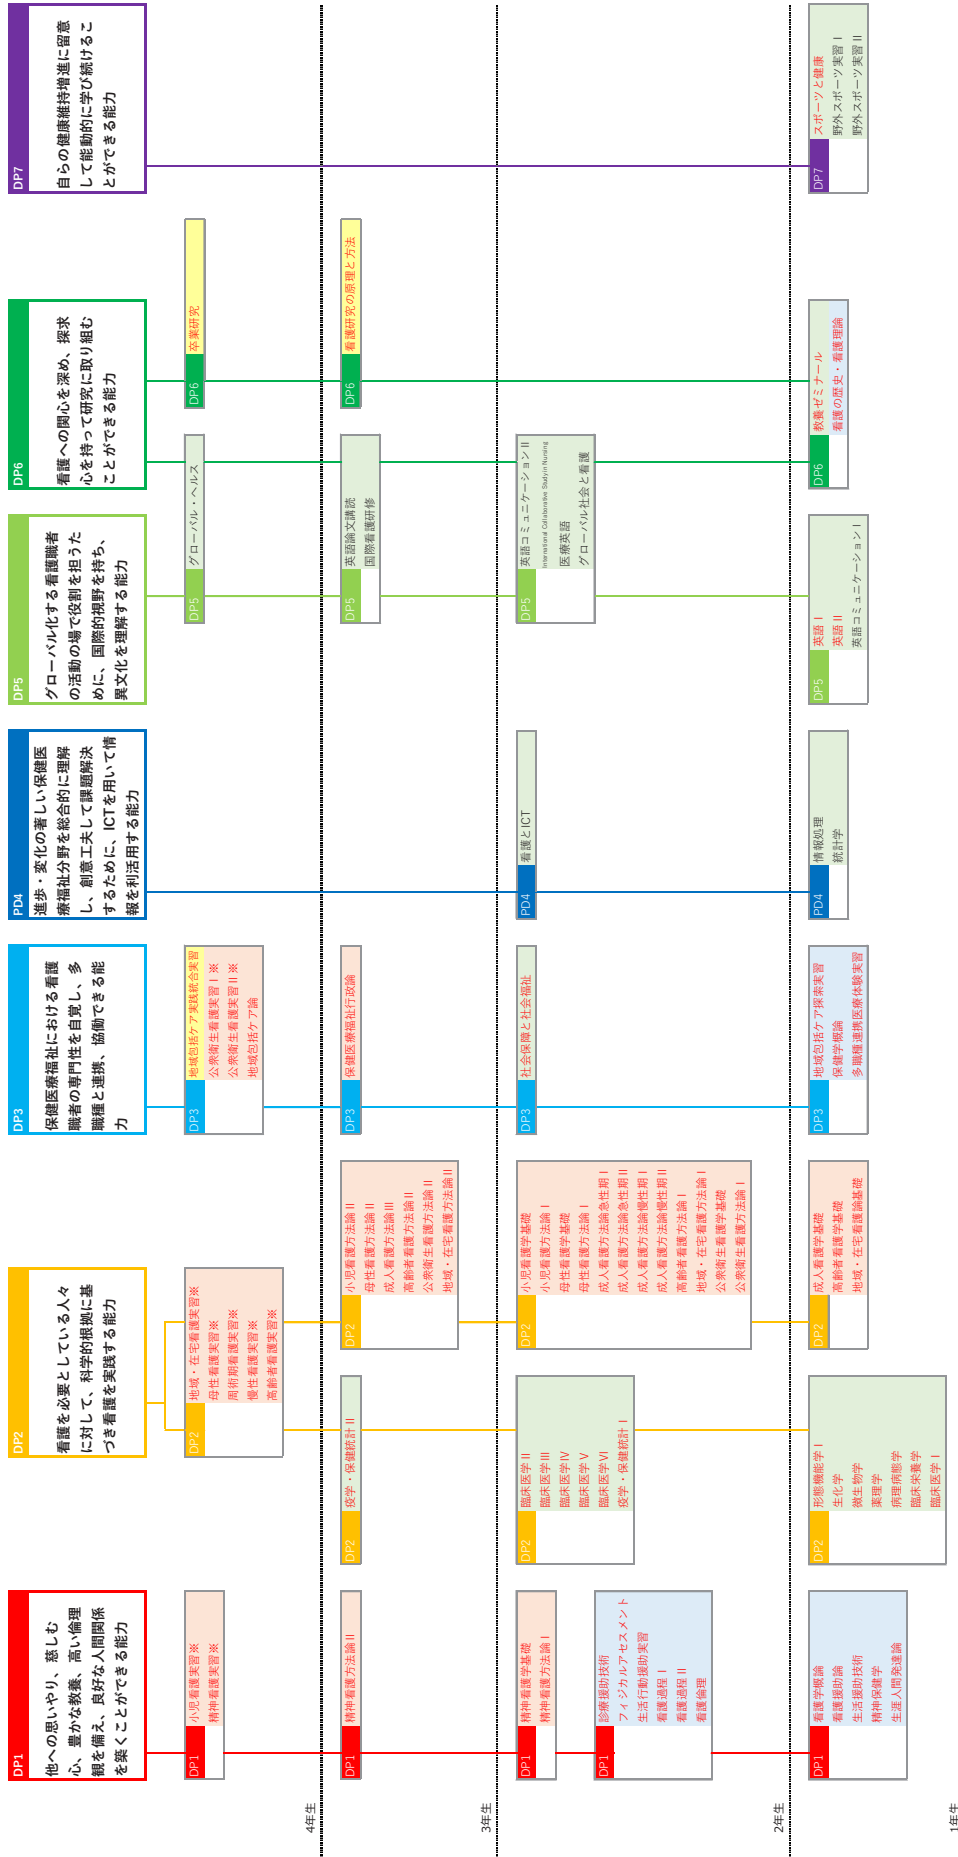 DP1
他への思いやり、慈しむ
心、豊かな教養、高い倫理
観を備え、良好な人間関係
を築くことができる能力
DP2
看護を必要としている人々
に対して、科学的根拠に基
づき看護を実践する能力
DP3
保健医療福祉における看護
職者の専門性を自覚し、多
職種と連携、協働できる能
力
PD4
進歩・変化の著しい保健医
療福祉分野を総合的に理解
し、創意工夫して課題解決
するために、ICTを用いて情
報を利活用する能力
DP5
グローバル化する看護職者
の活動の場で役割を担うた
めに、国際的視野を持ち、
異文化を理解する能力
DP6
看護への関心を深め、探求
心を持って研究に取り組む
ことができる能力
DP7
自らの健康維持増進に留意
して能動的に学び続けるこ
とができる能力
DP1
小児看護実習※
精神看護実習※
DP2
地域・在宅看護実習※
母性看護実習※
周術期看護実習※
慢性看護実習※
高齢者看護実習※
DP3
地域包括ケア実践統合実習
公衆衛生看護実習Ⅰ※
公衆衛生看護実習Ⅱ※
地域包括ケア論
DP5
グローバル・ヘルス
DP6
卒業研究
4年生
DP1
精神看護方法論Ⅱ
DP2
疫学・保健統計Ⅱ
DP2
小児看護方法論Ⅱ
母性看護方法論Ⅱ
成人看護方法論Ⅲ
高齢者看護方法論Ⅱ
公衆衛生看護方法論Ⅱ
地域・在宅看護方法論Ⅱ
DP3
保健医療福祉行政論
DP5
英語論文講読
国際看護研修
DP6
看護研究の原理と方法
3年生
DP1
精神看護学基礎
精神看護方法論Ⅰ
DP1
診療援助技術
フィジカルアセスメント
生活行動援助実習
看護過程Ⅰ
看護過程Ⅱ
看護倫理
DP2
臨床医学Ⅱ
臨床医学Ⅲ
臨床医学Ⅳ
臨床医学Ⅴ
臨床医学Ⅵ
疫学・保健統計Ⅰ
DP2
小児看護学基礎
小児看護方法論Ⅰ
母性看護学基礎
母性看護方法論Ⅰ
成人看護方法論急性期Ⅰ
成人看護方法論急性期Ⅱ
成人看護方法論慢性期Ⅰ
成人看護方法論慢性期Ⅱ
高齢者看護方法論Ⅰ
地域・在宅看護方法論Ⅰ
公衆衛生看護学基礎
公衆衛生看護方法論Ⅰ
DP3
社会保障と社会福祉
PD4
看護とICT
DP5
英語コミュニケーションⅡ
International Collaborative Study in Nursing
医療英語
グローバル社会と看護
2年生
DP1
看護学概論
看護援助論
生活援助技術
精神保健学
生涯人間発達論
DP2
形態機能学Ⅰ
生化学
微生物学
薬理学
病理病態学
臨床栄養学
臨床医学Ⅰ
DP2
成人看護学基礎
高齢者看護学基礎
地域・在宅看護論基礎
DP3
地域包括ケア探索実習
保健学概論
多職種連携医療体験実習
PD4
情報処理
統計学
DP5
英語Ⅰ
英語Ⅱ
英語コミュニケーションⅠ
DP6
教養ゼミナール
看護の歴史・看護理論
DP7
スポーツと健康
野外スポーツ実習Ⅰ
野外スポーツ実習Ⅱ
1年生